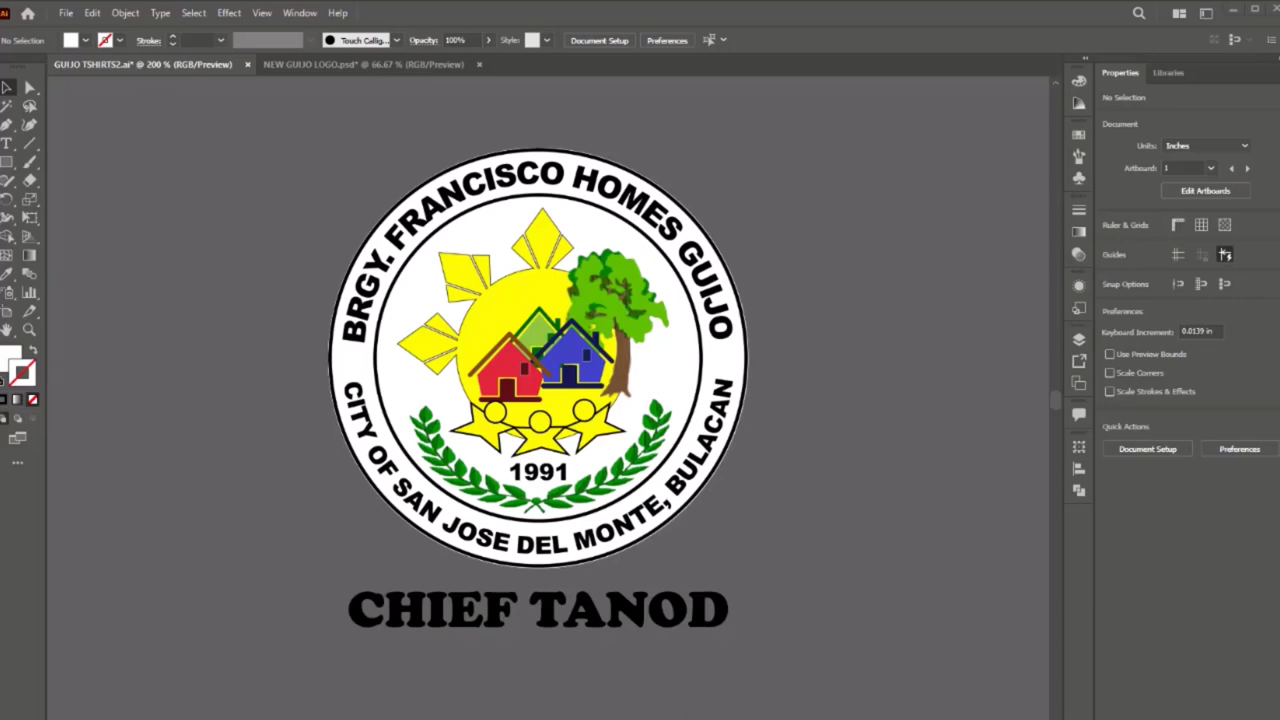 Ai
File Edit Object Type Select Effect View Window Help
No Selection
Stroke:
Touch Callig...
Opacity: 100%
Style:
Document Setup
Preferences
GUIJO TSHIRTS2.ai* @ 200 % (RGB/Preview) ×
NEW GUIJO LOGO.psd* @ 66.67 % (RGB/Preview) ×
BRGY. FRANCISCO HOMES GUIJO
1991
CITY OF SAN JOSE DEL MONTE, BULACAN
CHIEF TANOD
Properties Libraries
No Selection
Document
Units: Inches
Artboard: 1
Edit Artboards
Ruler & Grids
Guides
Snap Options
Preferences:
Keyboard Increment: 0.0139 in
Use Preview Bounds
Scale Corners
Scale Strokes & Effects
Quick Actions
Document Setup Preferences